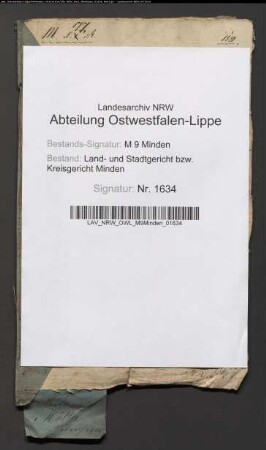 Landesarchiv NRW
Abteilung Ostwestfalen-Lippe
Bestands-Signatur: M 9 Minden
Bestand: Land- und Stadtgericht bzw.
Kreisgericht Minden
Signatur: Nr. 1634
LAV_NRW_OWL_M9Minden_01634